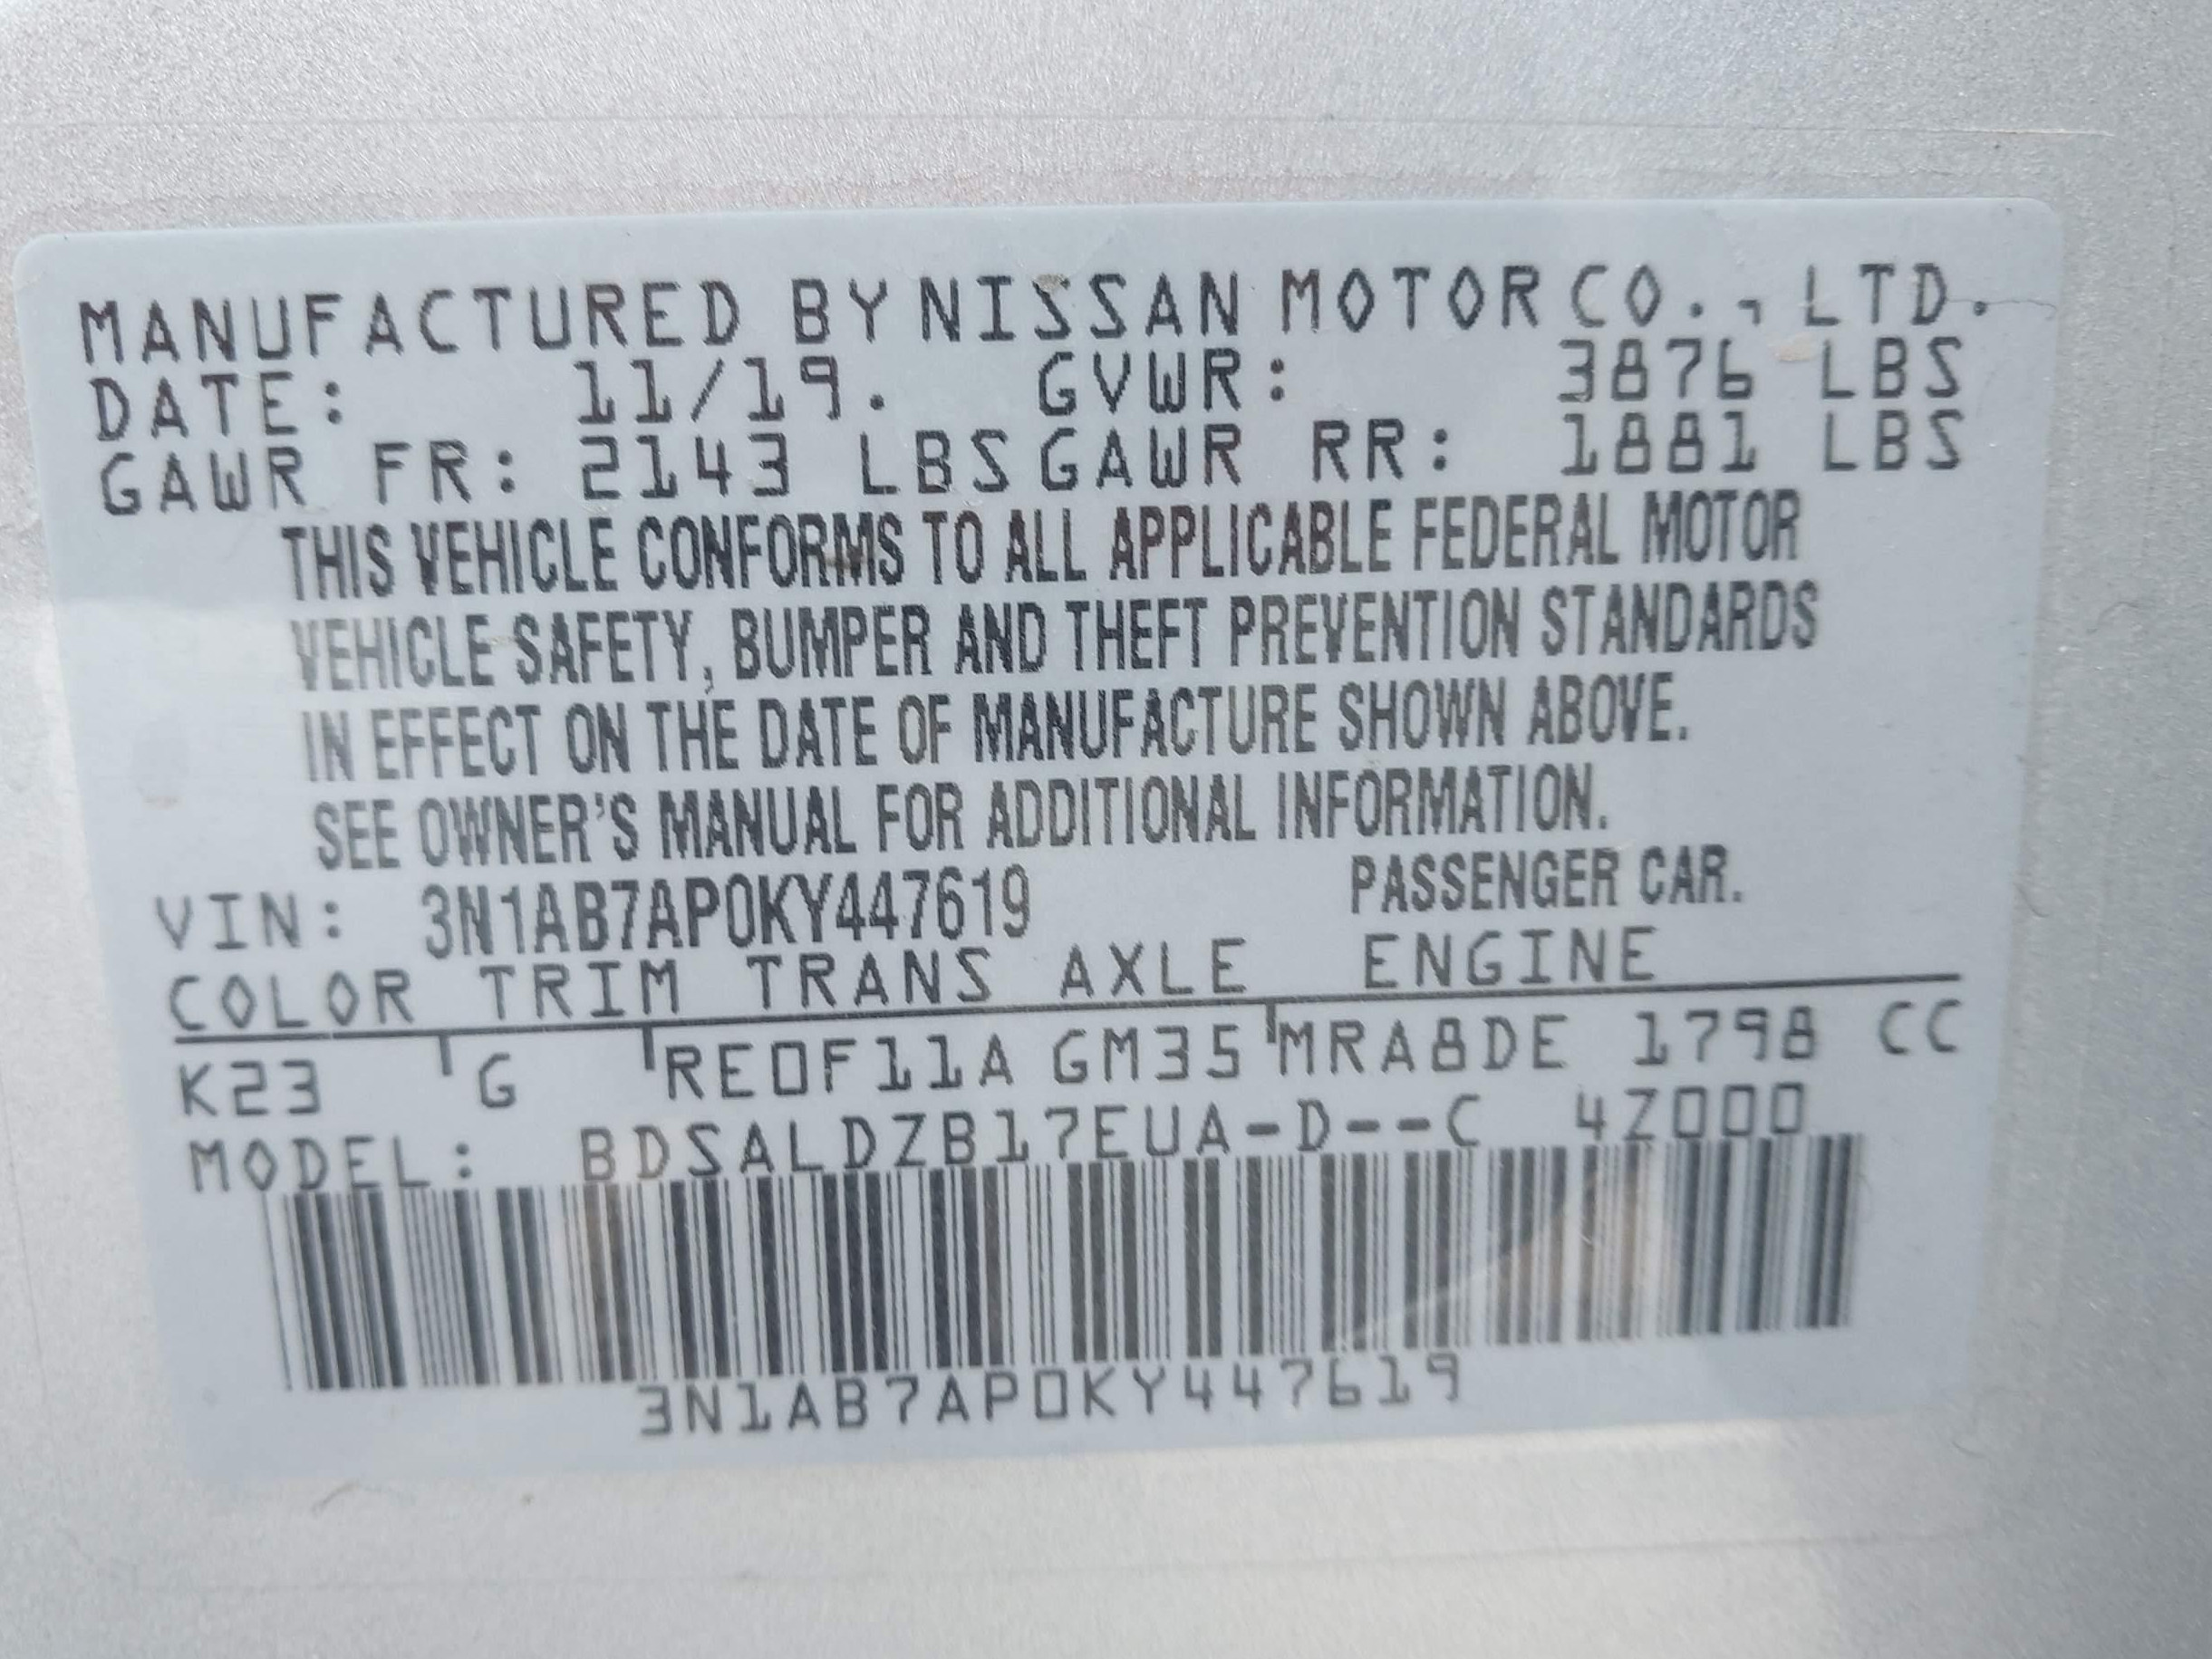 MANUFACTURED BY NISSAN MOTOR CO., LTD.
DATE: 11/19. GVWR: 3876 LBS
GAWR FR: 2143 LBS GAWR RR: 1881 LBS
THIS VEHICLE CONFORMS TO ALL APPLICABLE FEDERAL MOTOR
VEHICLE SAFETY, BUMPER AND THEFT PREVENTION STANDARDS
IN EFFECT ON THE DATE OF MANUFACTURE SHOWN ABOVE.
SEE OWNER'S MANUAL FOR ADDITIONAL INFORMATION.
VIN: 3N1AB7AP0KY447619 PASSENGER CAR.
COLOR TRIM TRANS AXLE ENGINE
K23 G RE0F11A GM35 MRA8DE 1798 CC
MODEL: BDSALDZB17EUA-D--C 4Z000
3N1AB7AP0KY447619